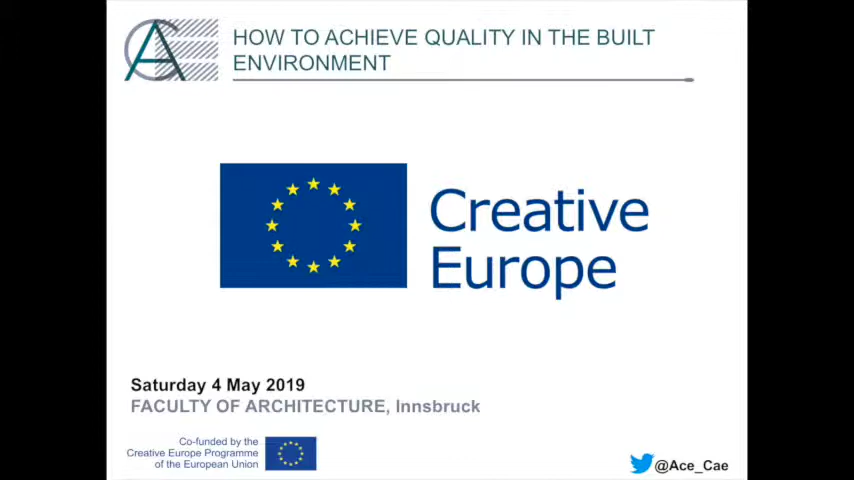 HOW TO ACHIEVE QUALITY IN THE BUILT
ENVIRONMENT
Creative
Europe
Saturday 4 May 2019
FACULTY OF ARCHITECTURE, Innsbruck
Co-funded by the
Creative Europe Programme
of the European Union
@Ace_Cae